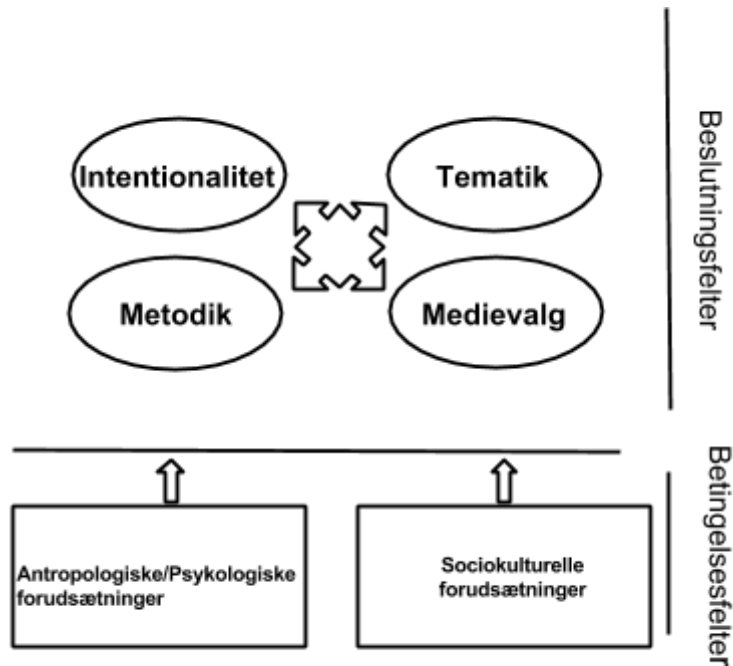 Intentionalitet
Tematik
Metodik
Medievalg
Beslutningsfelter
Antropologiske/Psykologiske
forudsætninger
Sociokulturelle
forudsætninger
Betingelsesfelter